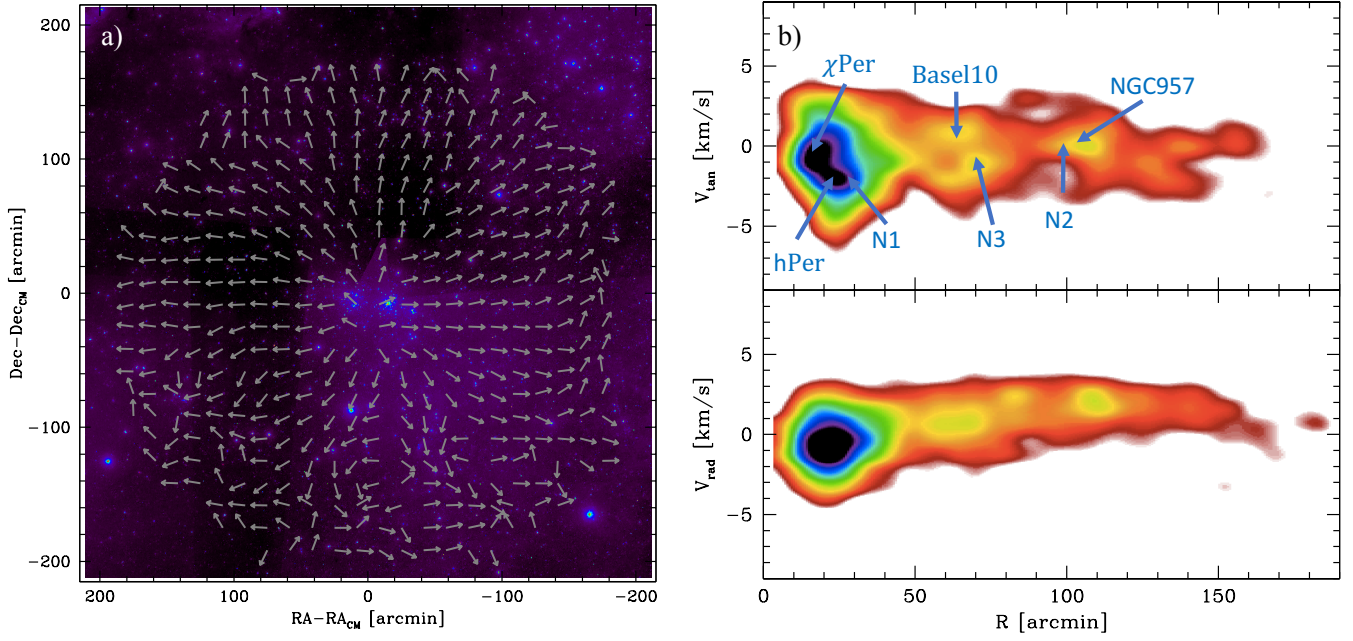 a)
200
100
0
−100
−200
Dec−Dec_CM [arcmin]
200
100
0
−100
−200
RA−RA_CM [arcmin]
b)
χPer
Basel10
NGC957
N1
N3
N2
hPer
5
0
−5
V_tan [km/s]
5
0
−5
V_rad [km/s]
0
50
100
150
R [arcmin]